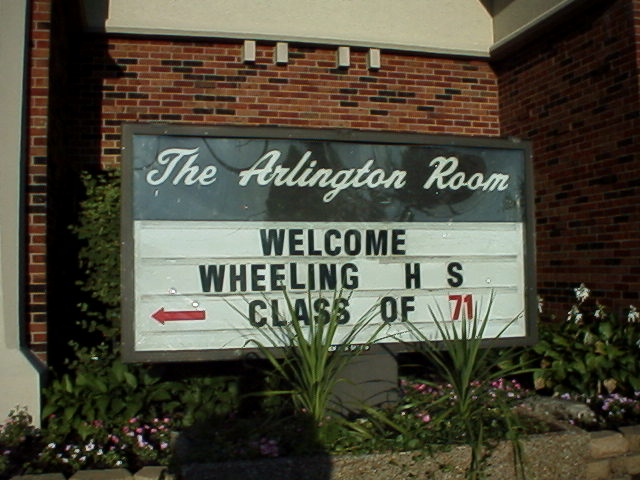 The Arlington Room
WELCOME
WHEELING H S
CLASS OF 71